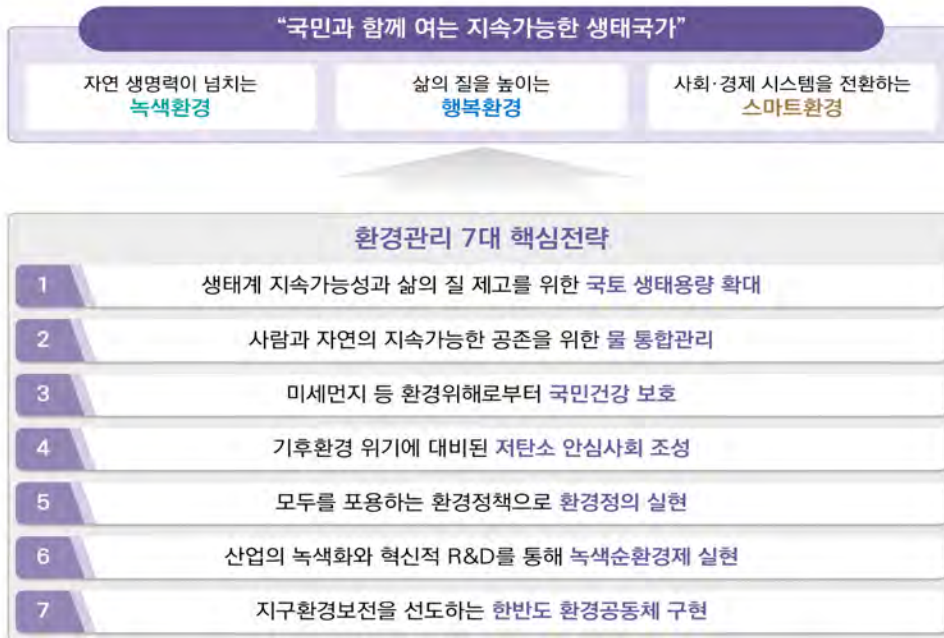 “국민과 함께 여는 지속가능한 생태국가”
자연 생명력이 넘치는
녹색환경
삶의 질을 높이는
행복환경
사회·경제 시스템을 전환하는
스마트환경
환경관리 7대 핵심전략
1 생태계 지속가능성과 삶의 질 제고를 위한 국토 생태용량 확대
2 사람과 자연의 지속가능한 공존을 위한 물 통합관리
3 미세먼지 등 환경위해로부터 국민건강 보호
4 기후환경 위기에 대비된 저탄소 안심사회 조성
5 모두를 포용하는 환경정책으로 환경정의 실현
6 산업의 녹색화와 혁신적 R&D를 통해 녹색순환경제 실현
7 지구환경보전을 선도하는 한반도 환경공동체 구현